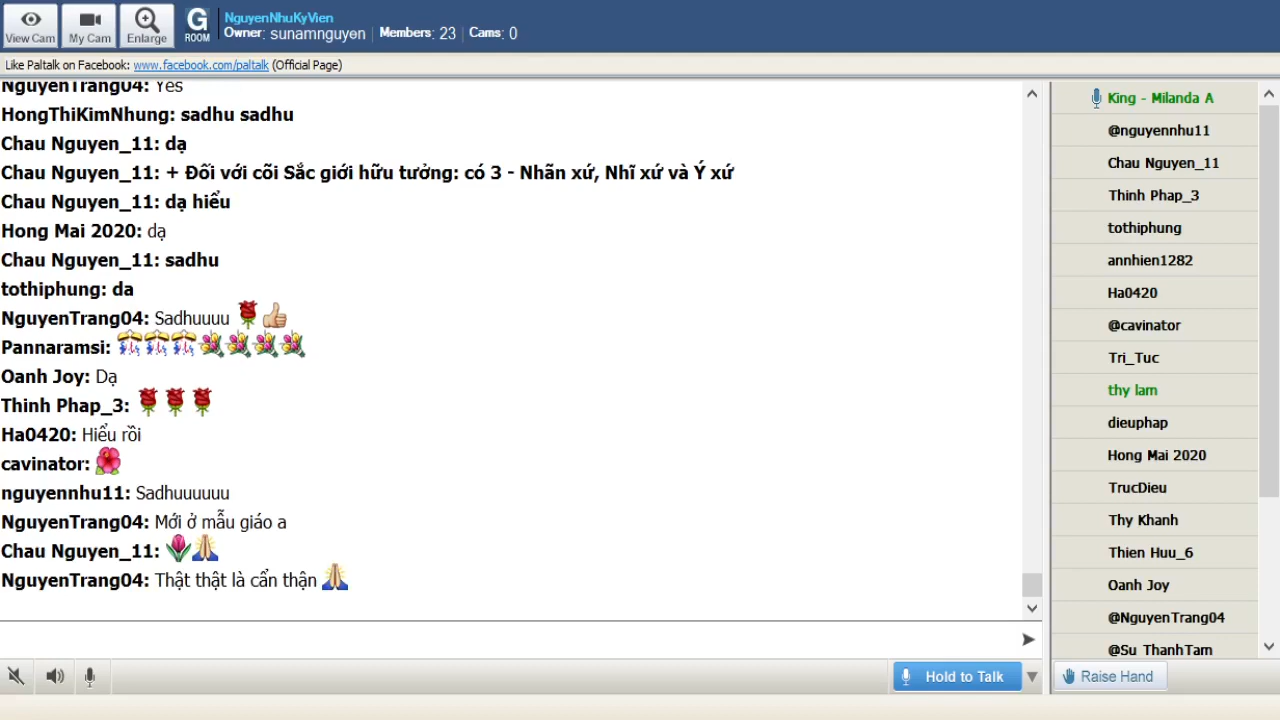 View Cam
My Cam
Enlarge
G
ROOM
NguyenNhuKyVien
Owner: sunamnguyen | Members: 23 | Cams: 0
Like Paltalk on Facebook: www.facebook.com/paltalk (Official Page)
NguyenTrang04: Yes
HongThiKimNhung: sadhu sadhu
Chau Nguyen_11: dạ
Chau Nguyen_11: + Đối với cõi Sắc giới hữu tưởng: có 3 - Nhãn xứ, Nhĩ xứ và Ý xứ
Chau Nguyen_11: dạ hiểu
Hong Mai 2020: dạ
Chau Nguyen_11: sadhu
tothiphung: da
NguyenTrang04: Sadhuuuu 🌹👍
Pannaramsi:
Oanh Joy: Dạ
Thinh Phap_3: 🌹🌹🌹
Ha0420: Hiểu rồi
cavinator: 🌺
nguyennhu11: Sadhuuuuuu
NguyenTrang04: Mới ở mẫu giáo a
Chau Nguyen_11: 🌷🙏
NguyenTrang04: Thật thật là cẩn thận 🙏
King - Milanda A
@nguyennhu11
Chau Nguyen_11
Thinh Phap_3
tothiphung
annhien1282
Ha0420
@cavinator
Tri_Tuc
thy lam
dieuphap
Hong Mai 2020
TrucDieu
Thy Khanh
Thien Huu_6
Oanh Joy
@NguyenTrang04
@Su ThanhTam
Hold to Talk
Raise Hand